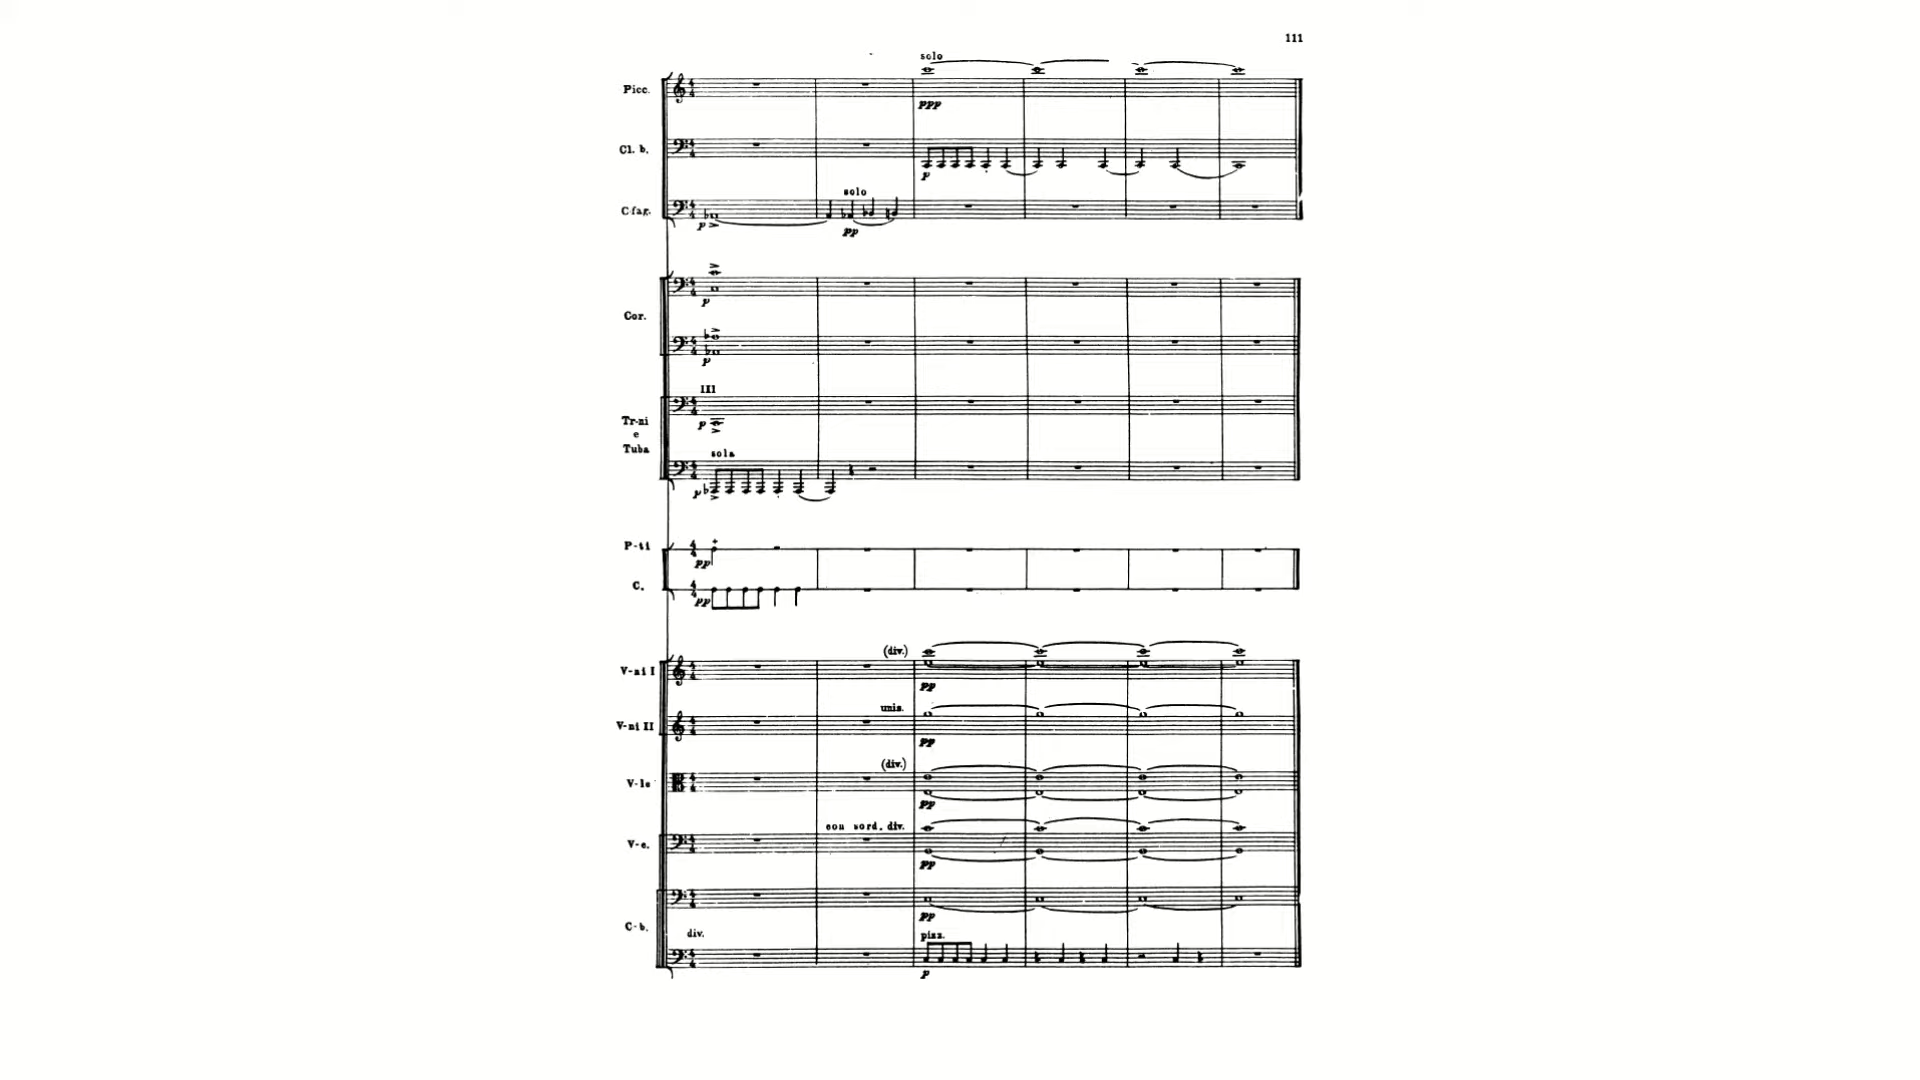 111
solo
Picc.
ppp
Cl. b.
p
solo
C-fag.
p
pp
p
Cor.
p
III
Tr-ni
p
e
Tuba
sola
p
P-tti
pp
C.
pp
(div.)
V-ni I
pp
unis.
V-ni II
pp
(div.)
V-le
pp
con sord. div.
V-c.
pp
pp
C-b.
div.
pizz.
p